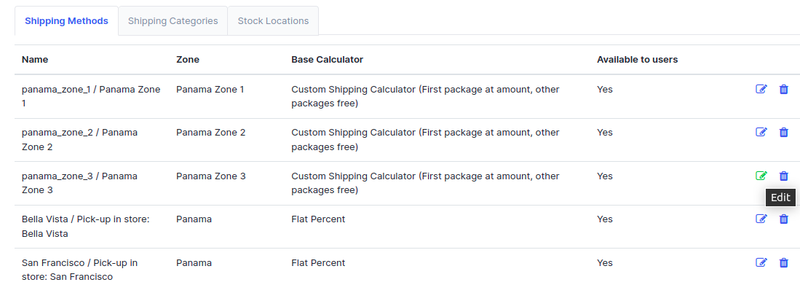 Shipping Methods Shipping Categories Stock Locations
Name Zone Base Calculator Available to users
panama_zone_1 / Panama Zone Panama Zone 1 Custom Shipping Calculator (First package at amount, other Yes
1 packages free)
panama_zone_2 / Panama Panama Zone 2 Custom Shipping Calculator (First package at amount, other Yes
Zone 2 packages free)
panama_zone_3 / Panama Panama Zone 3 Custom Shipping Calculator (First package at amount, other Yes
Zone 3 packages free)
Edit
Bella Vista / Pick-up in store: Panama Flat Percent Yes
Bella Vista
San Francisco / Pick-up in Panama Flat Percent Yes
store: San Francisco